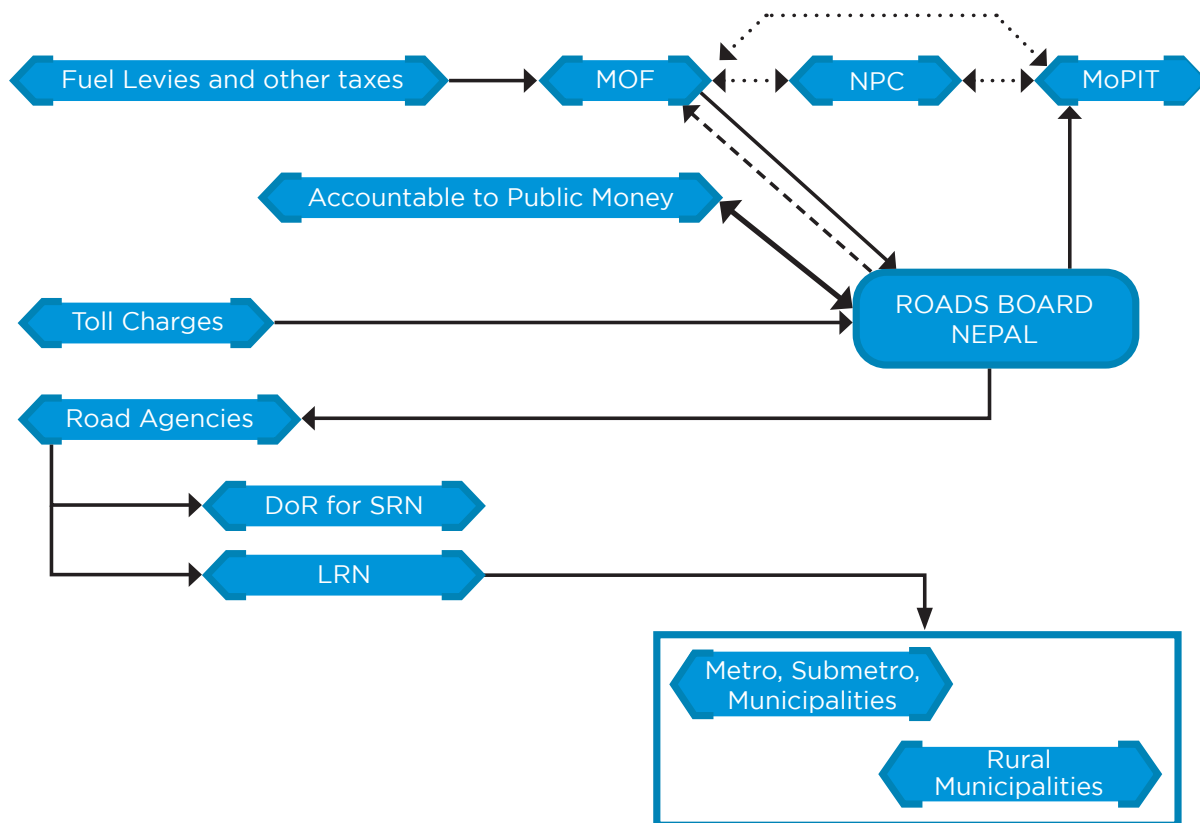 Fuel Levies and other taxes
MOF
NPC
MoPIT
Accountable to Public Money
ROADS BOARD
NEPAL
Toll Charges
Road Agencies
DoR for SRN
LRN
Metro, Submetro,
Municipalities
Rural
Municipalities